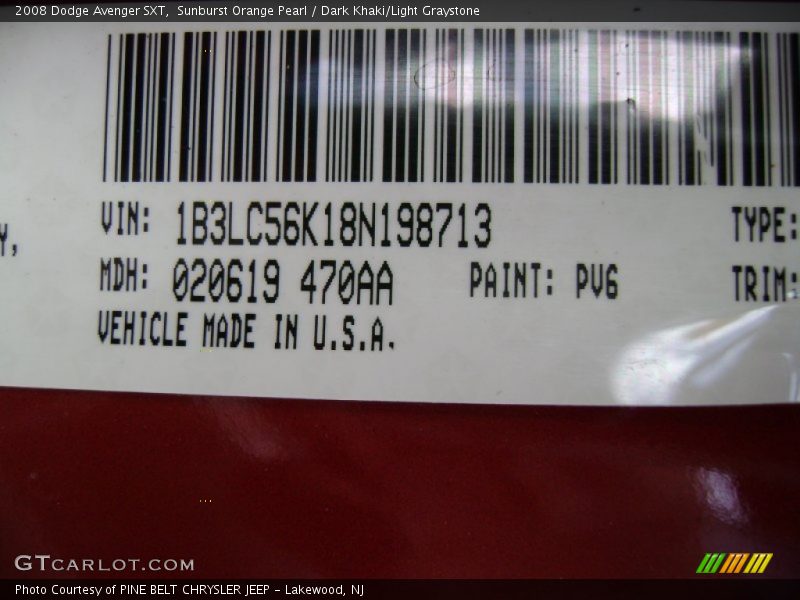 2008 Dodge Avenger SXT,  Sunburst Orange Pearl / Dark Khaki/Light Graystone
Y,
VIN: 1B3LC56K18N198713
TYPE:
MDH: 020619 470AA
PAINT: PV6
TRIM:
VEHICLE MADE IN U.S.A.
GTCARLOT.COM
Photo Courtesy of PINE BELT CHRYSLER JEEP - Lakewood, NJ